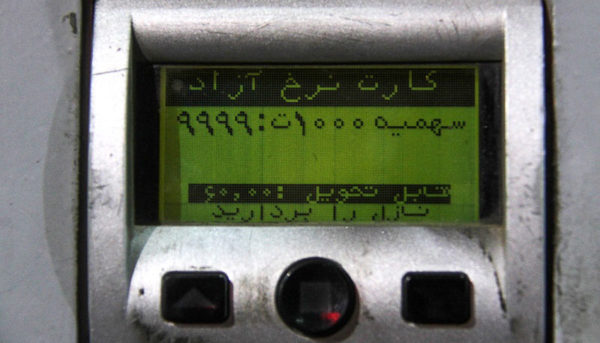 کارت نرخ آزاد
سهمیه ۱۰۰۰ت:۹۹۹۹
قابل تحویل :۶۰,۰۰
نازل را بردارید